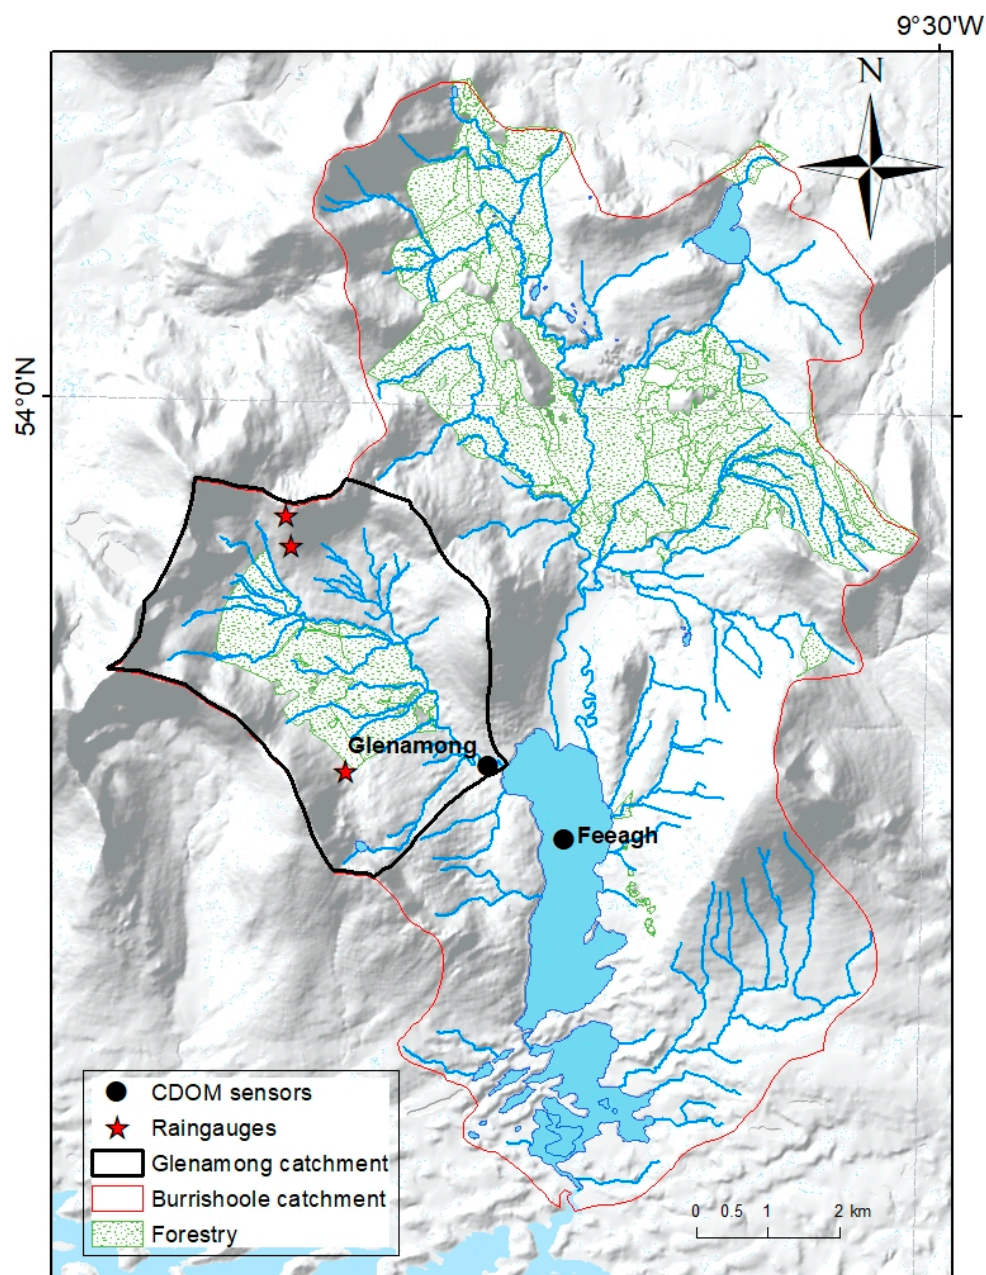 9°30'W
N
54°0'N
Glenamong
Feeagh
CDOM sensors
Raingauges
Glenamong catchment
Burrishoole catchment
Forestry
0 0.5 1 2 km